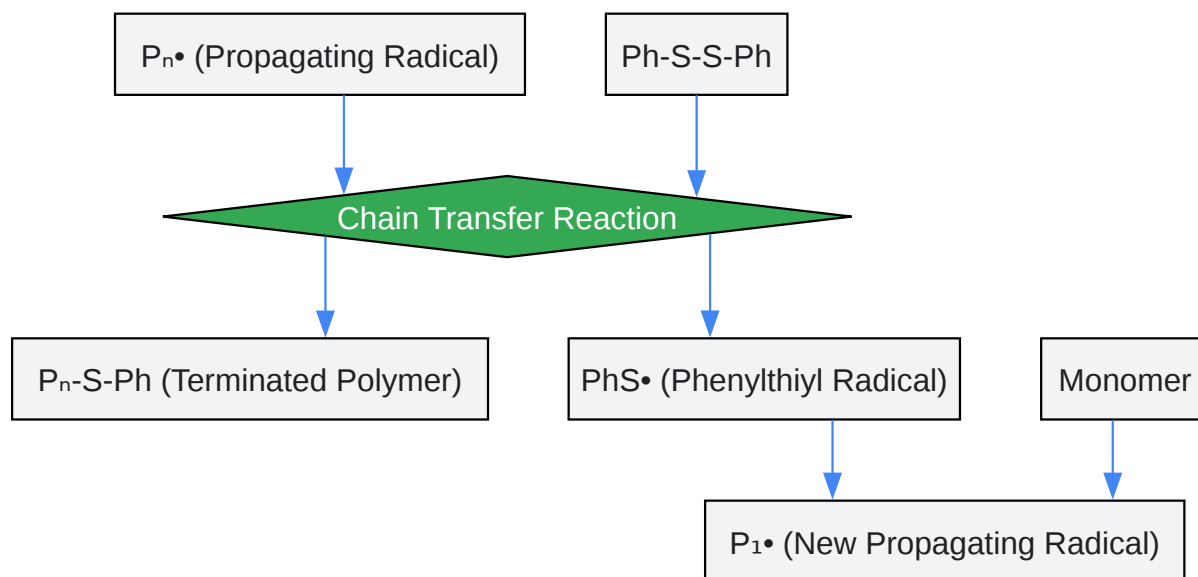 Pₙ• (Propagating Radical)
Ph-S-S-Ph
Chain Transfer Reaction
Pₙ-S-Ph (Terminated Polymer)
PhS• (Phenylthiyl Radical)
Monomer
P₁• (New Propagating Radical)